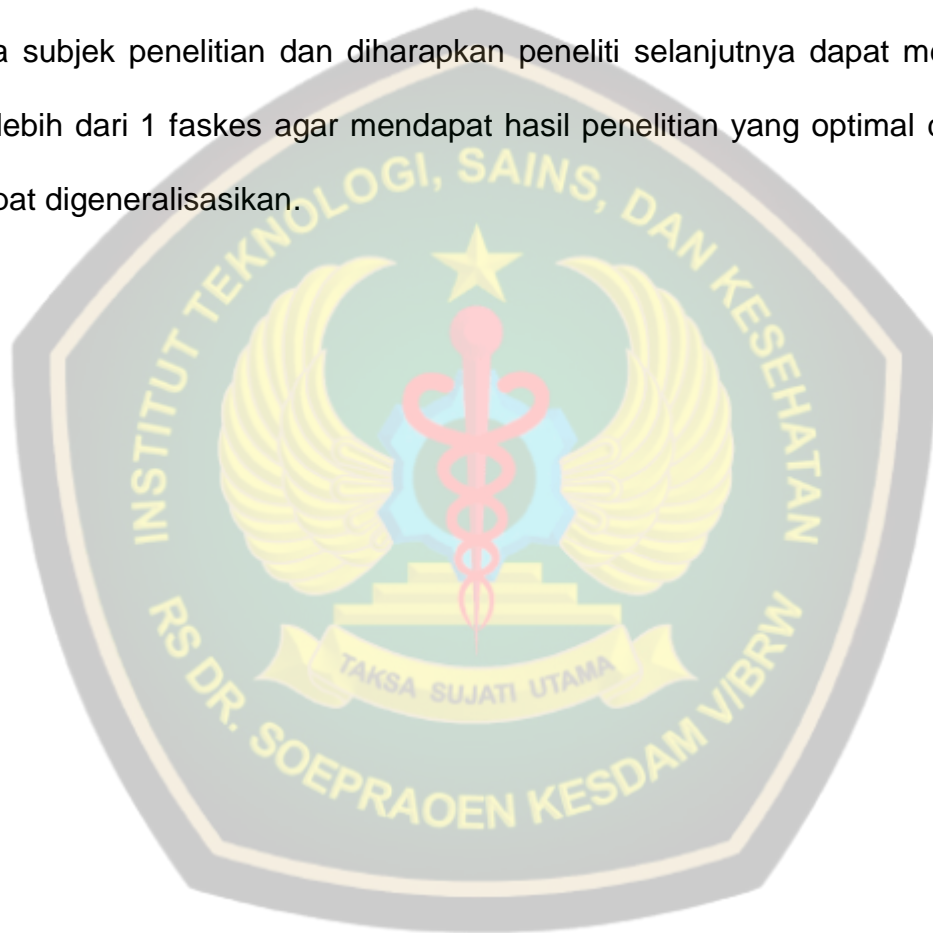 a subjek penelitian dan diharapkan peneliti selanjutnya dapat me
lebih dari 1 faskes agar mendapat hasil penelitian yang optimal d
pat digeneralisasikan.
INSTITUT TEKNOLOGI, SAINS, DAN KESEHATAN
TAKSA SUJATI UTAMA
RS DR. SOEPRAOEN KESDAM V/BRW